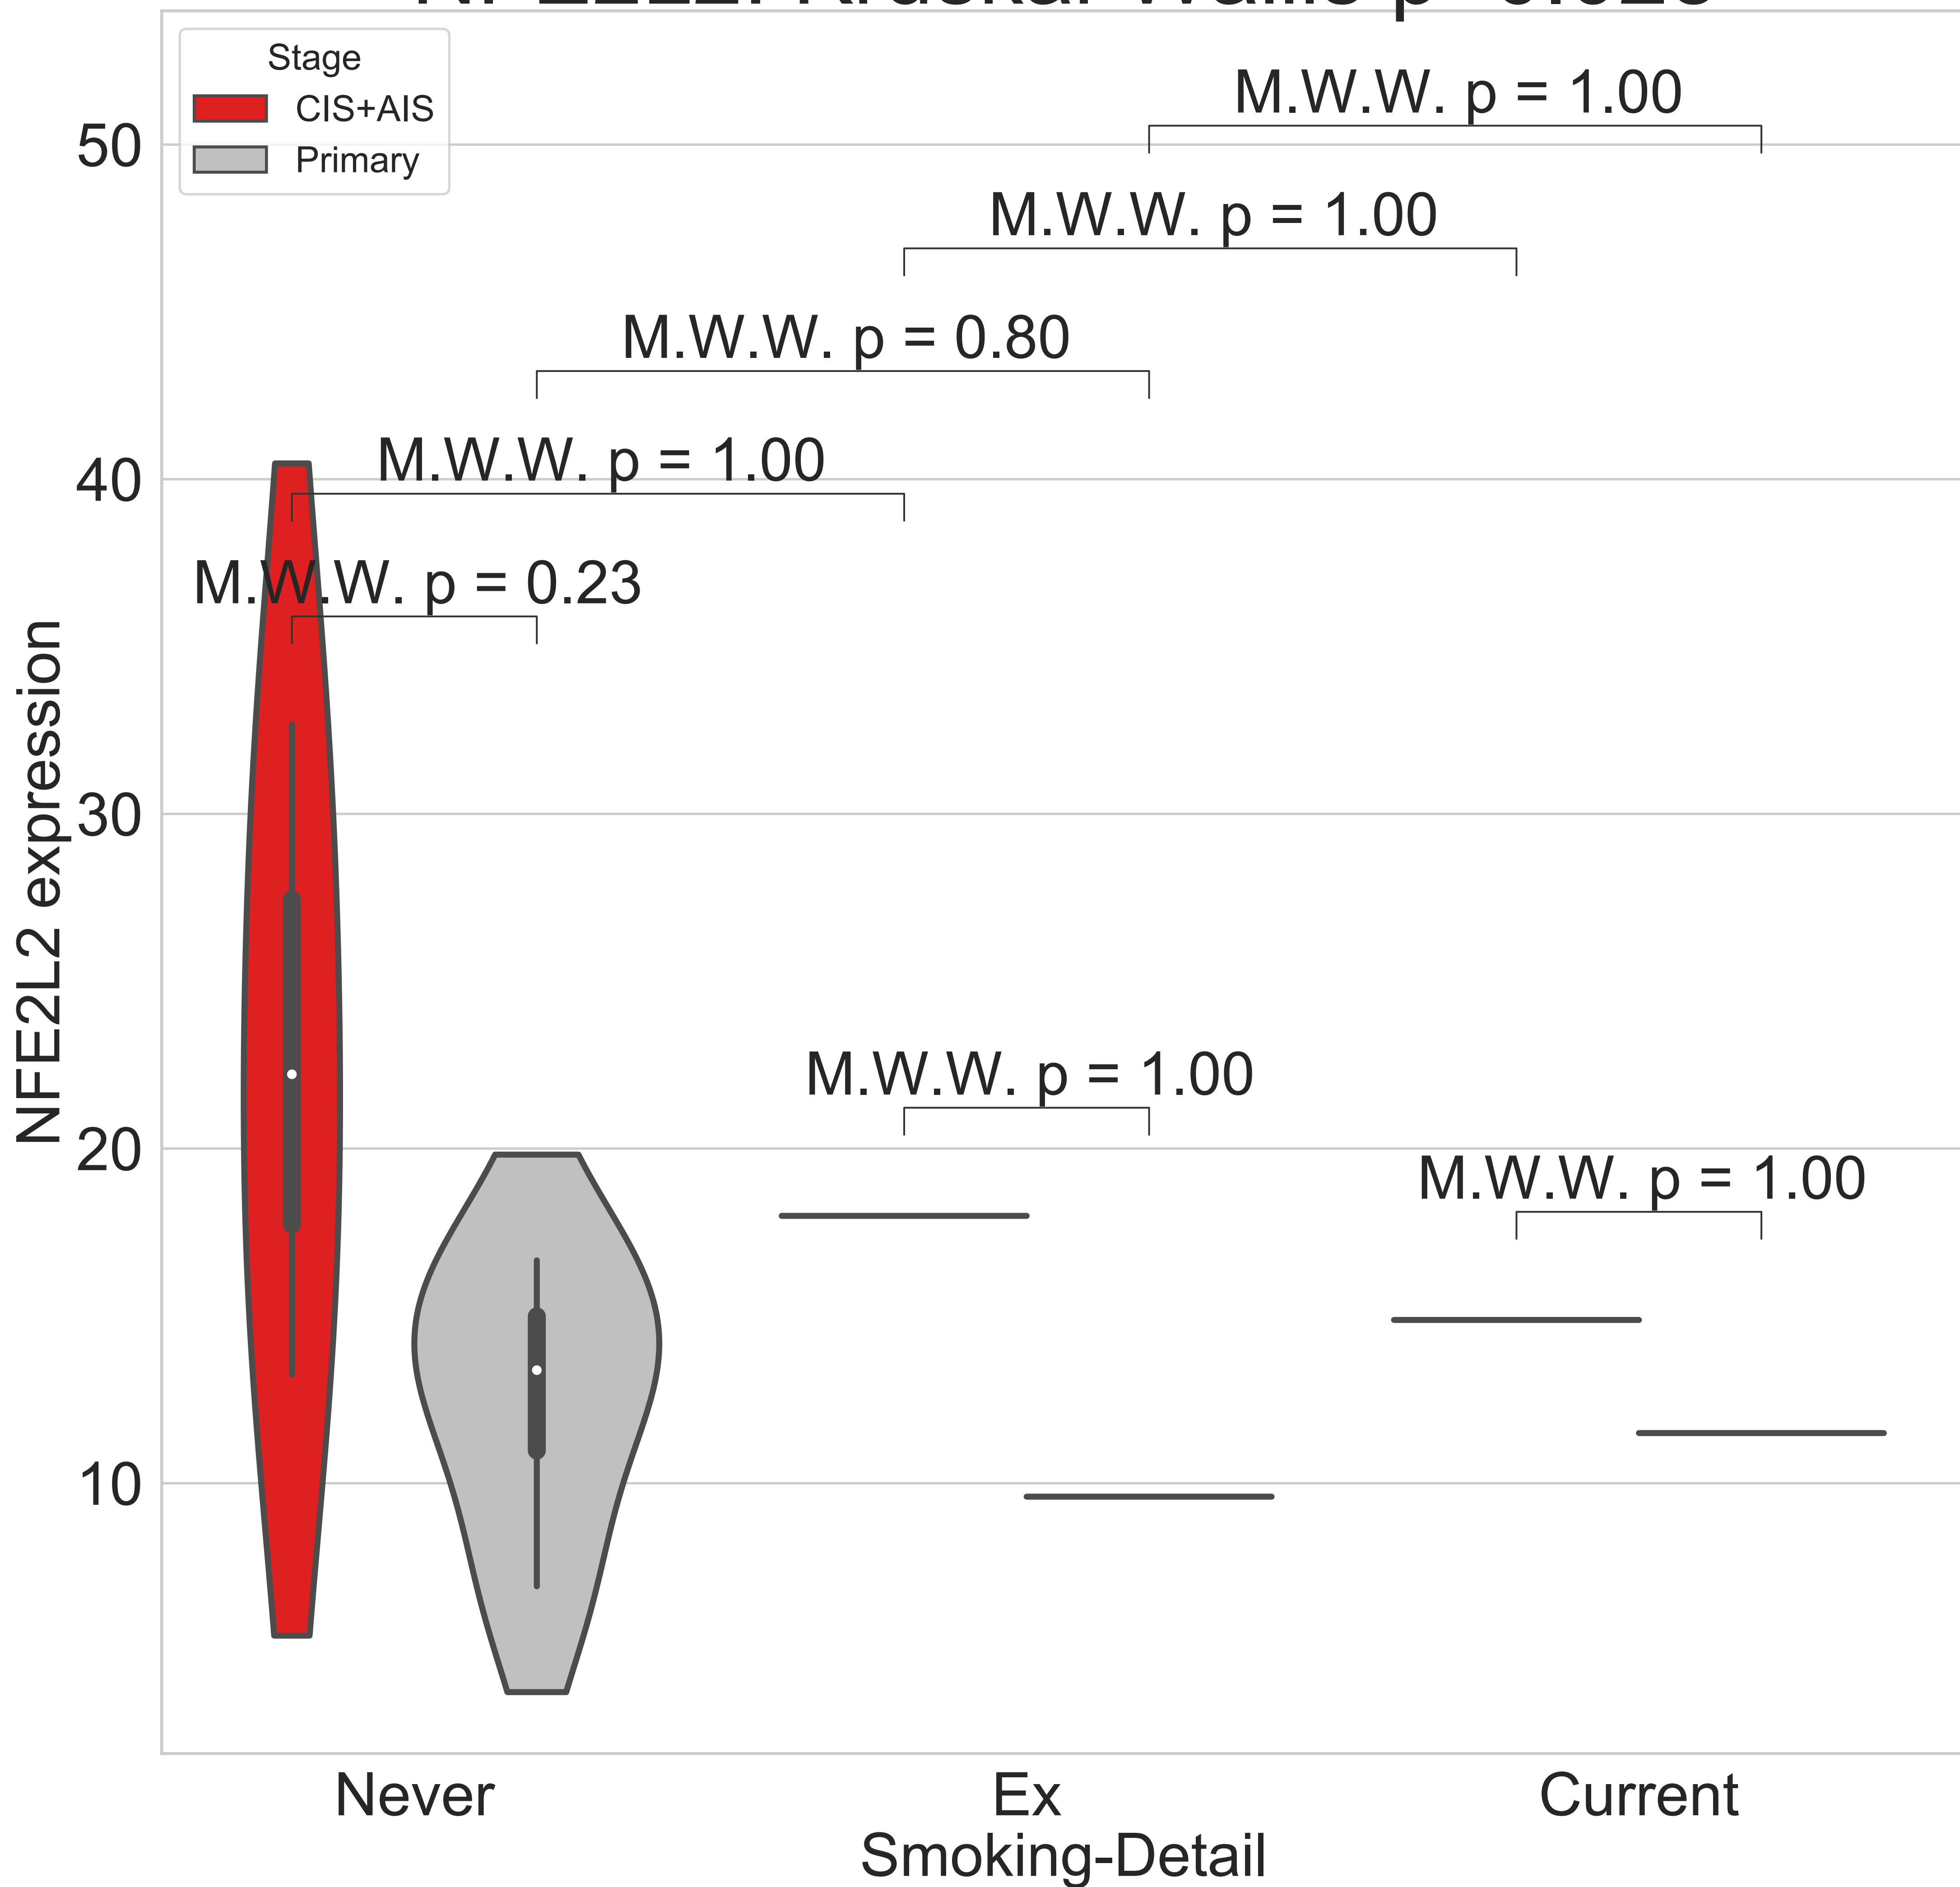 Stage
CIS+AIS
Primary
M.W.W. p = 1.00
50
M.W.W. p = 1.00
M.W.W. p = 0.80
M.W.W. p = 1.00
40
M.W.W. p = 0.23
30
M.W.W. p = 1.00
20
M.W.W. p = 1.00
10
NFE2L2 expression
Never
Ex
Current
Smoking-Detail